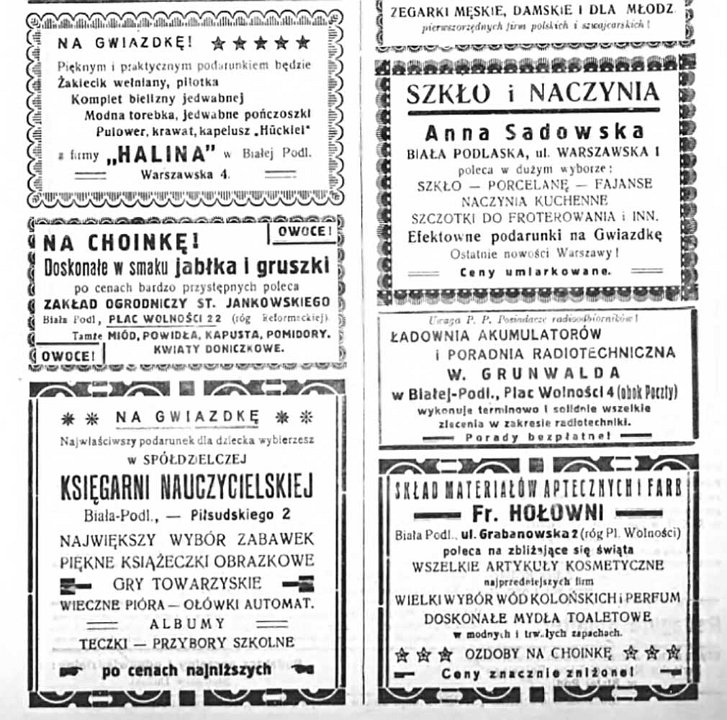 NA GWIAZDKĘ!
Pięknym i praktycznym podarunkiem będzie
Żakiecik wełniany, pilotka
Komplet bielizny jedwabnej
Modna torebka, jedwabne pończoszki
Pulower, krawat, kapelusz „Hückiel"
z firmy „HALINA" w Białej Podl.
Warszawska 4.
OWOCE!
NA CHOINKĘ!
Doskonałe w smaku jabłka i gruszki
po cenach bardzo przystępnych poleca
ZAKŁAD OGRODNICZY ST. JANKOWSKIEGO
Biała Podl, PLAC WOLNOŚCI 22 (róg Reformackiej).
Tamże MIÓD, POWIDŁA, KAPUSTA, POMIDORY.
KWIATY DONICZKOWE.
OWOCE!
NA GWIAZDKĘ
Najwłaściwszy podarunek dla dziecka wybierzesz
w SPÓŁDZIELCZEJ
KSIĘGARNI NAUCZYCIELSKIEJ
Biała-Podl., — Piłsudskiego 2
NAJWIĘKSZY WYBÓR ZABAWEK
PIĘKNE KSIĄŻECZKI OBRAZKOWE
GRY TOWARZYSKIE
WIECZNE PIÓRA — OŁÓWKI AUTOMAT.
ALBUMY
TECZKI — PRZYBORY SZKOLNE
po cenach najniższych
ZEGARKI MĘSKIE, DAMSKIE I DLA MŁODZ
pierwszorzędnych firm polskich i szwajcarskich!
SZKŁO i NACZYNIA
Anna Sadowska
BIAŁA PODLASKA, ul. WARSZAWSKA 1
poleca w dużym wyborze:
SZKŁO — PORCELANĘ — FAJANSE
NACZYNIA KUCHENNE
SZCZOTKI DO FROTEROWANIA i INN.
Efektowne podarunki na Gwiazdkę
Ostatnie nowości Warszawy!
Ceny umiarkowane.
Uwaga P. P. Posiadacze radioodbiorników!
ŁADOWNIA AKUMULATORÓW
i PORADNIA RADIOTECHNICZNA
W. GRUNWALDA
w Białej-Podl., Plac Wolności 4 (obok Poczty)
wykonuje terminowo i solidnie wszelkie
zlecenia w zakresie radiotechniki.
Porady bezpłatne!
SKŁAD MATERIAŁÓW APTECZNYCH I FARB
Fr. HOŁOWNI
Biała Podl., ul. Grabanowska 2 (róg Pl. Wolności)
poleca na zbliżające się święta
WSZELKIE ARTYKUŁY KOSMETYCZNE
najprzedniejszych firm
WIELKI WYBÓR WÓD KOLOŃSKICH i PERFUM
DOSKONAŁE MYDŁA TOALETOWE
w modnych i trwałych zapachach.
OZDOBY NA CHOINKĘ
Ceny znacznie zniżone!